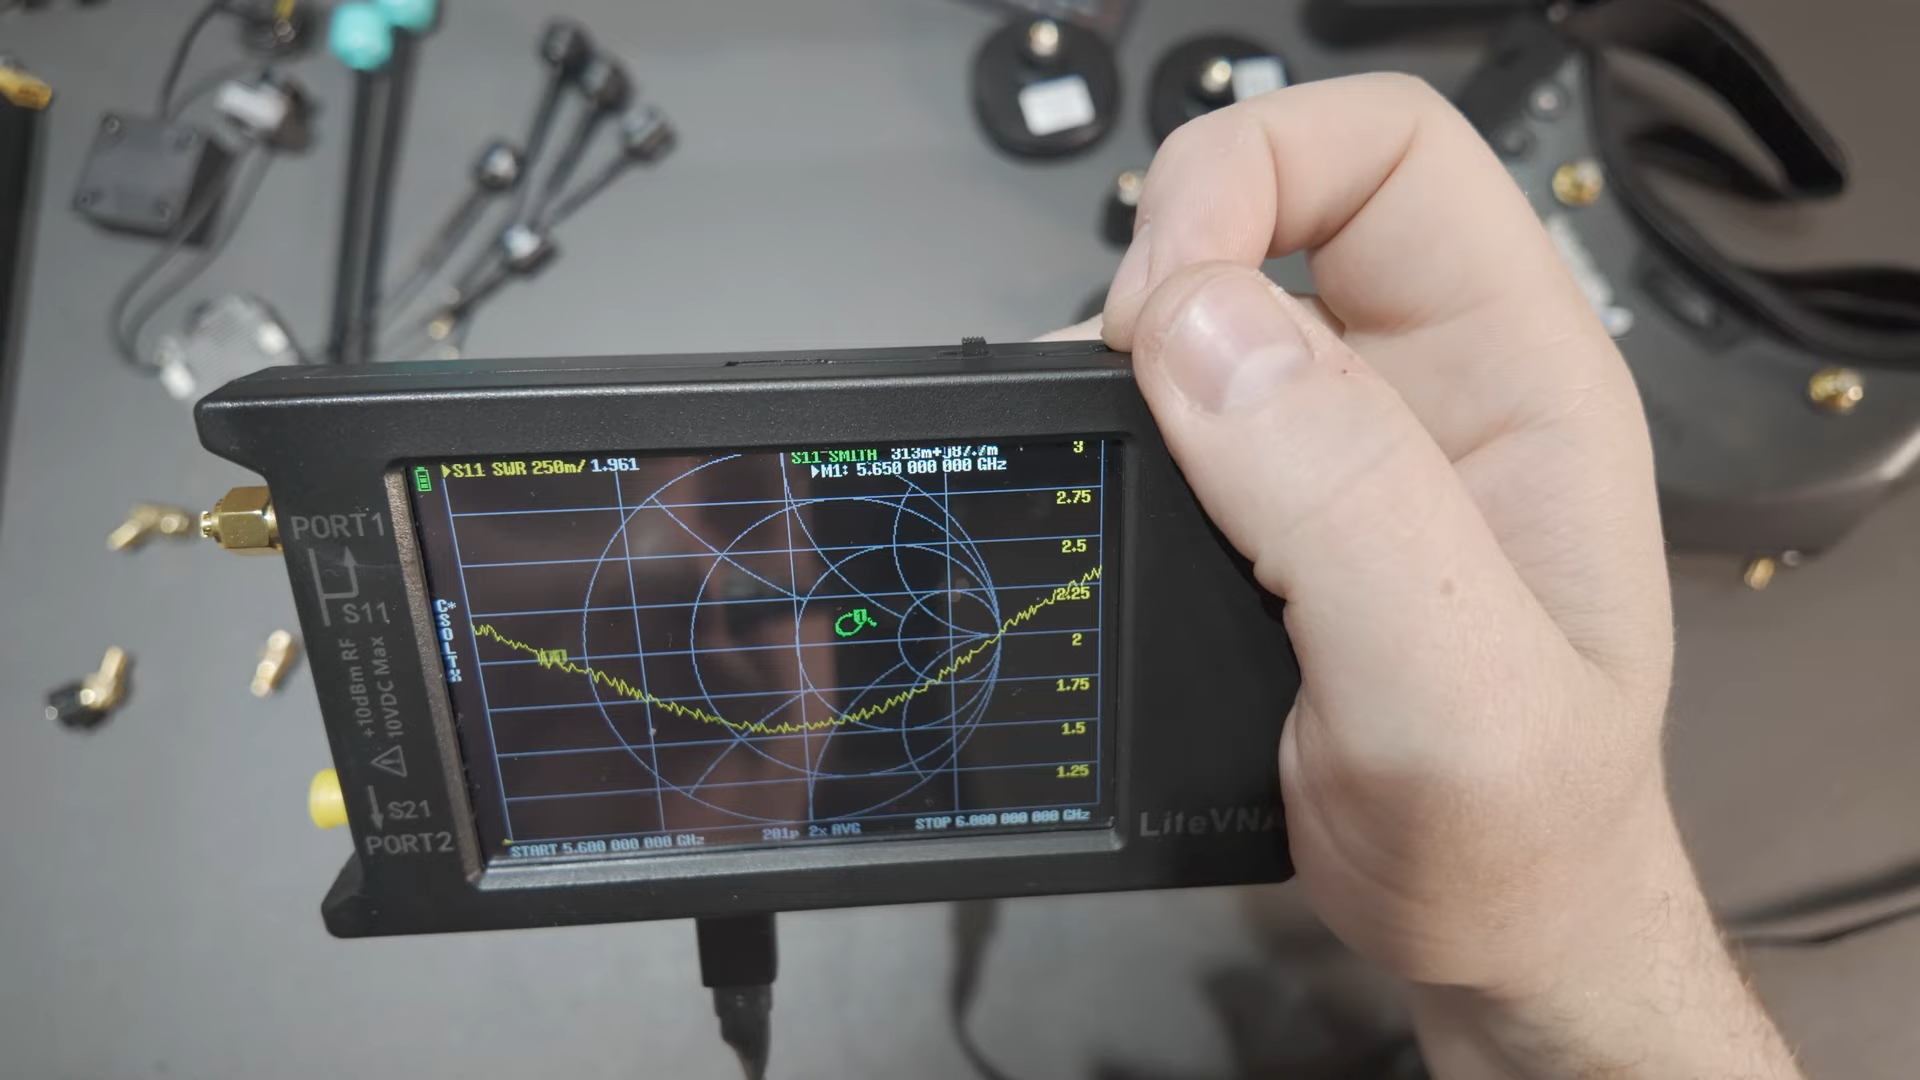 S11 SWR 250m/ 1.961
S11 SMITH
M1: 5.650 000 000 GHz
3
2.75
2.5
2.25
2
1.75
1.5
1.25
1
C*
S
O
L
T
X
START 5.600 000 000 GHz
201p 2x AVG
STOP 6.000 000 000 GHz
PORT1
S11
+10dBm RF
10VDC Max
S21
PORT2
LiteVNA